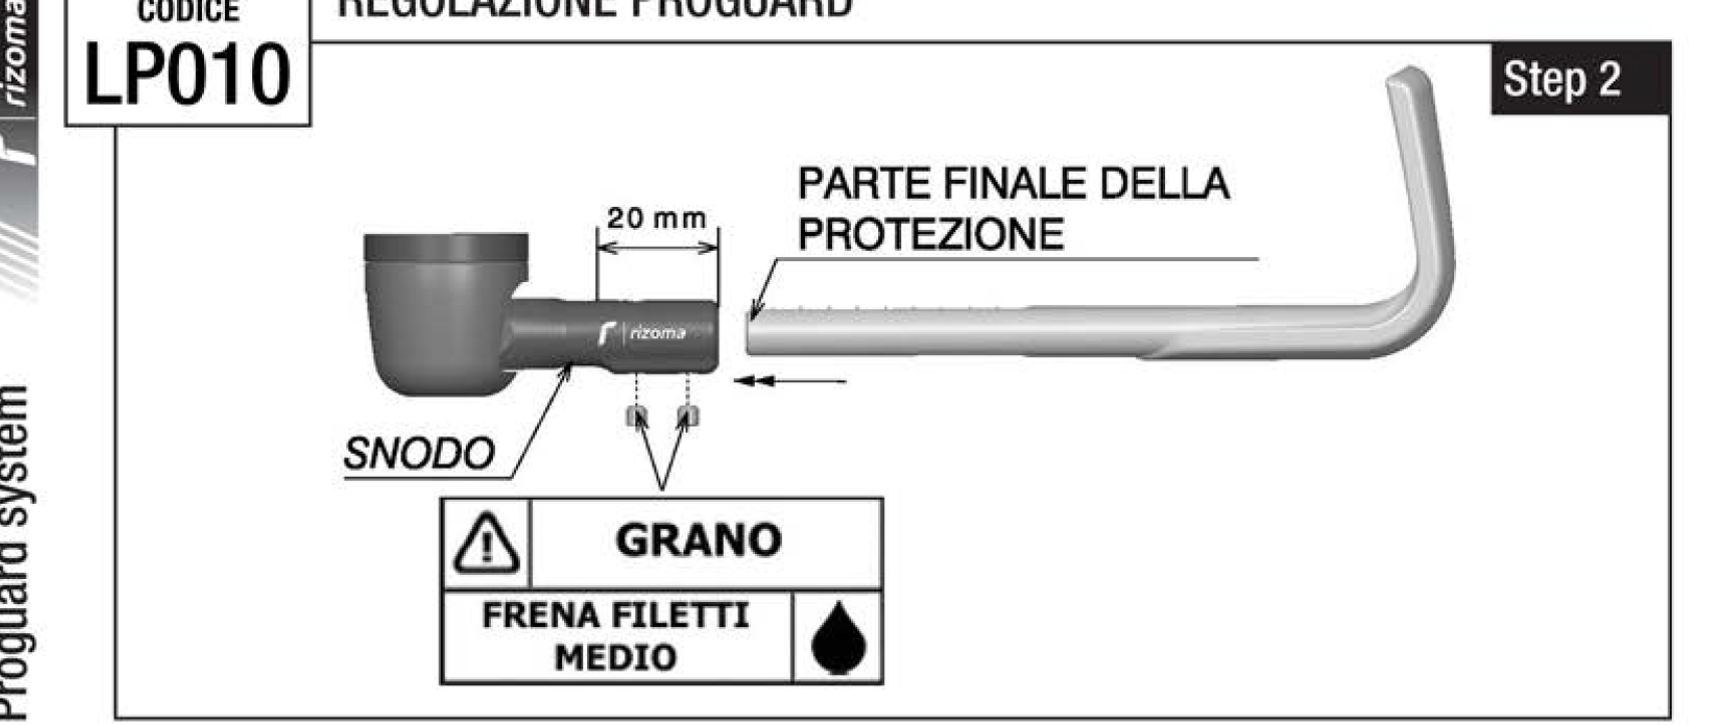 CODICE
LP010
REGOLAZIONE PROGUARD
Step 2
rizoma
Proguard system
PARTE FINALE DELLA
PROTEZIONE
20 mm
rizoma
SNODO
GRANO
FRENA FILETTI
MEDIO